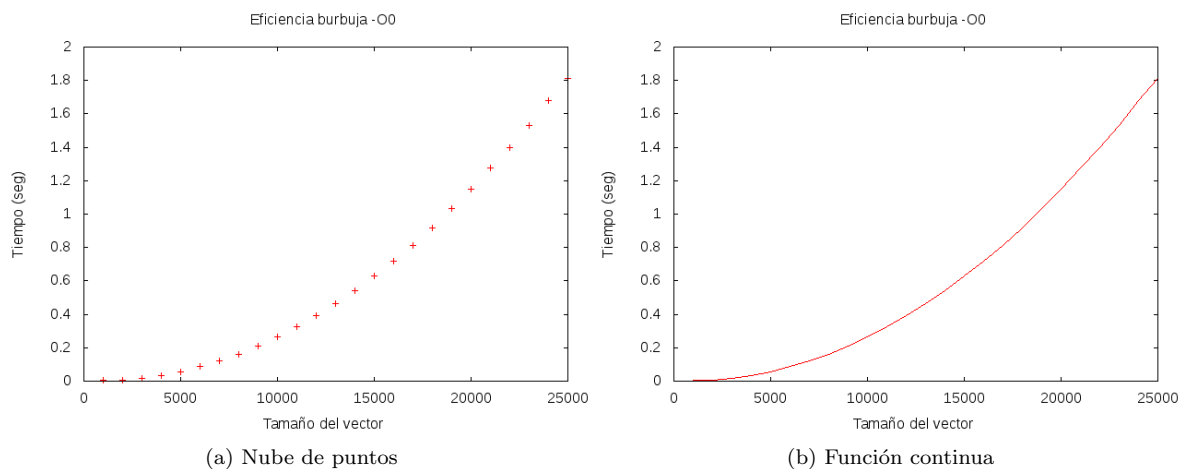 Eficiencia burbuja -O0
2
1.8
1.6
1.4
1.2
1
0.8
0.6
0.4
0.2
0
Tiempo (seg)
0 5000 10000 15000 20000 25000
Tamaño del vector
(a) Nube de puntos
Eficiencia burbuja -O0
2
1.8
1.6
1.4
1.2
1
0.8
0.6
0.4
0.2
0
Tiempo (seg)
0 5000 10000 15000 20000 25000
Tamaño del vector
(b) Función continua